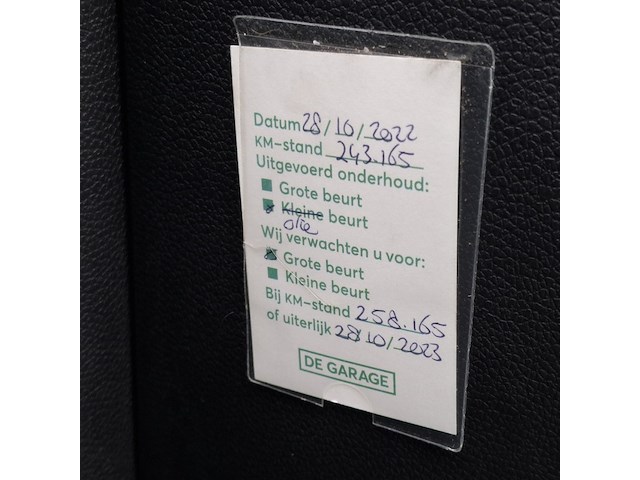 Datum 28/10/2022
KM-stand 243.165
Uitgevoerd onderhoud:
Grote beurt
Kleine beurt
olie
Wij verwachten u voor:
Grote beurt
Kleine beurt
Bij KM-stand 258.165
of uiterlijk 28/10/2023
DE GARAGE